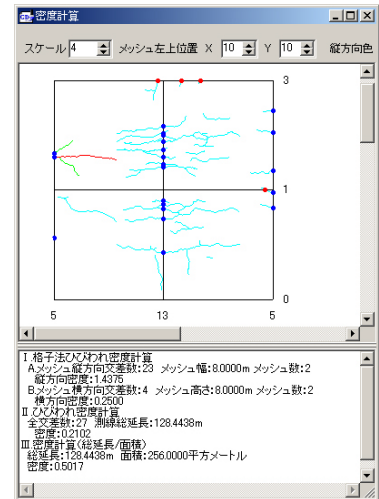 密度計算
スケール 4 メッシュ左上位置 X 10 Y 10 縦方向色
3
1
0
5 13 5
Ⅰ.格子法ひびわれ密度計算
A.メッシュ縦方向交差数:23 メッシュ幅:8.0000m メッシュ数:2
縦方向密度:1.4375
B.メッシュ横方向交差数:4 メッシュ高さ:8.0000m メッシュ数:2
横方向密度:0.2500
Ⅱ.ひびわれ密度計算
全交差数:27 測線総延長:128.4438m
密度:0.2102
Ⅲ.密度計算(総延長/面積)
総延長:128.4438m 面積:256.0000平方メートル
密度:0.5017